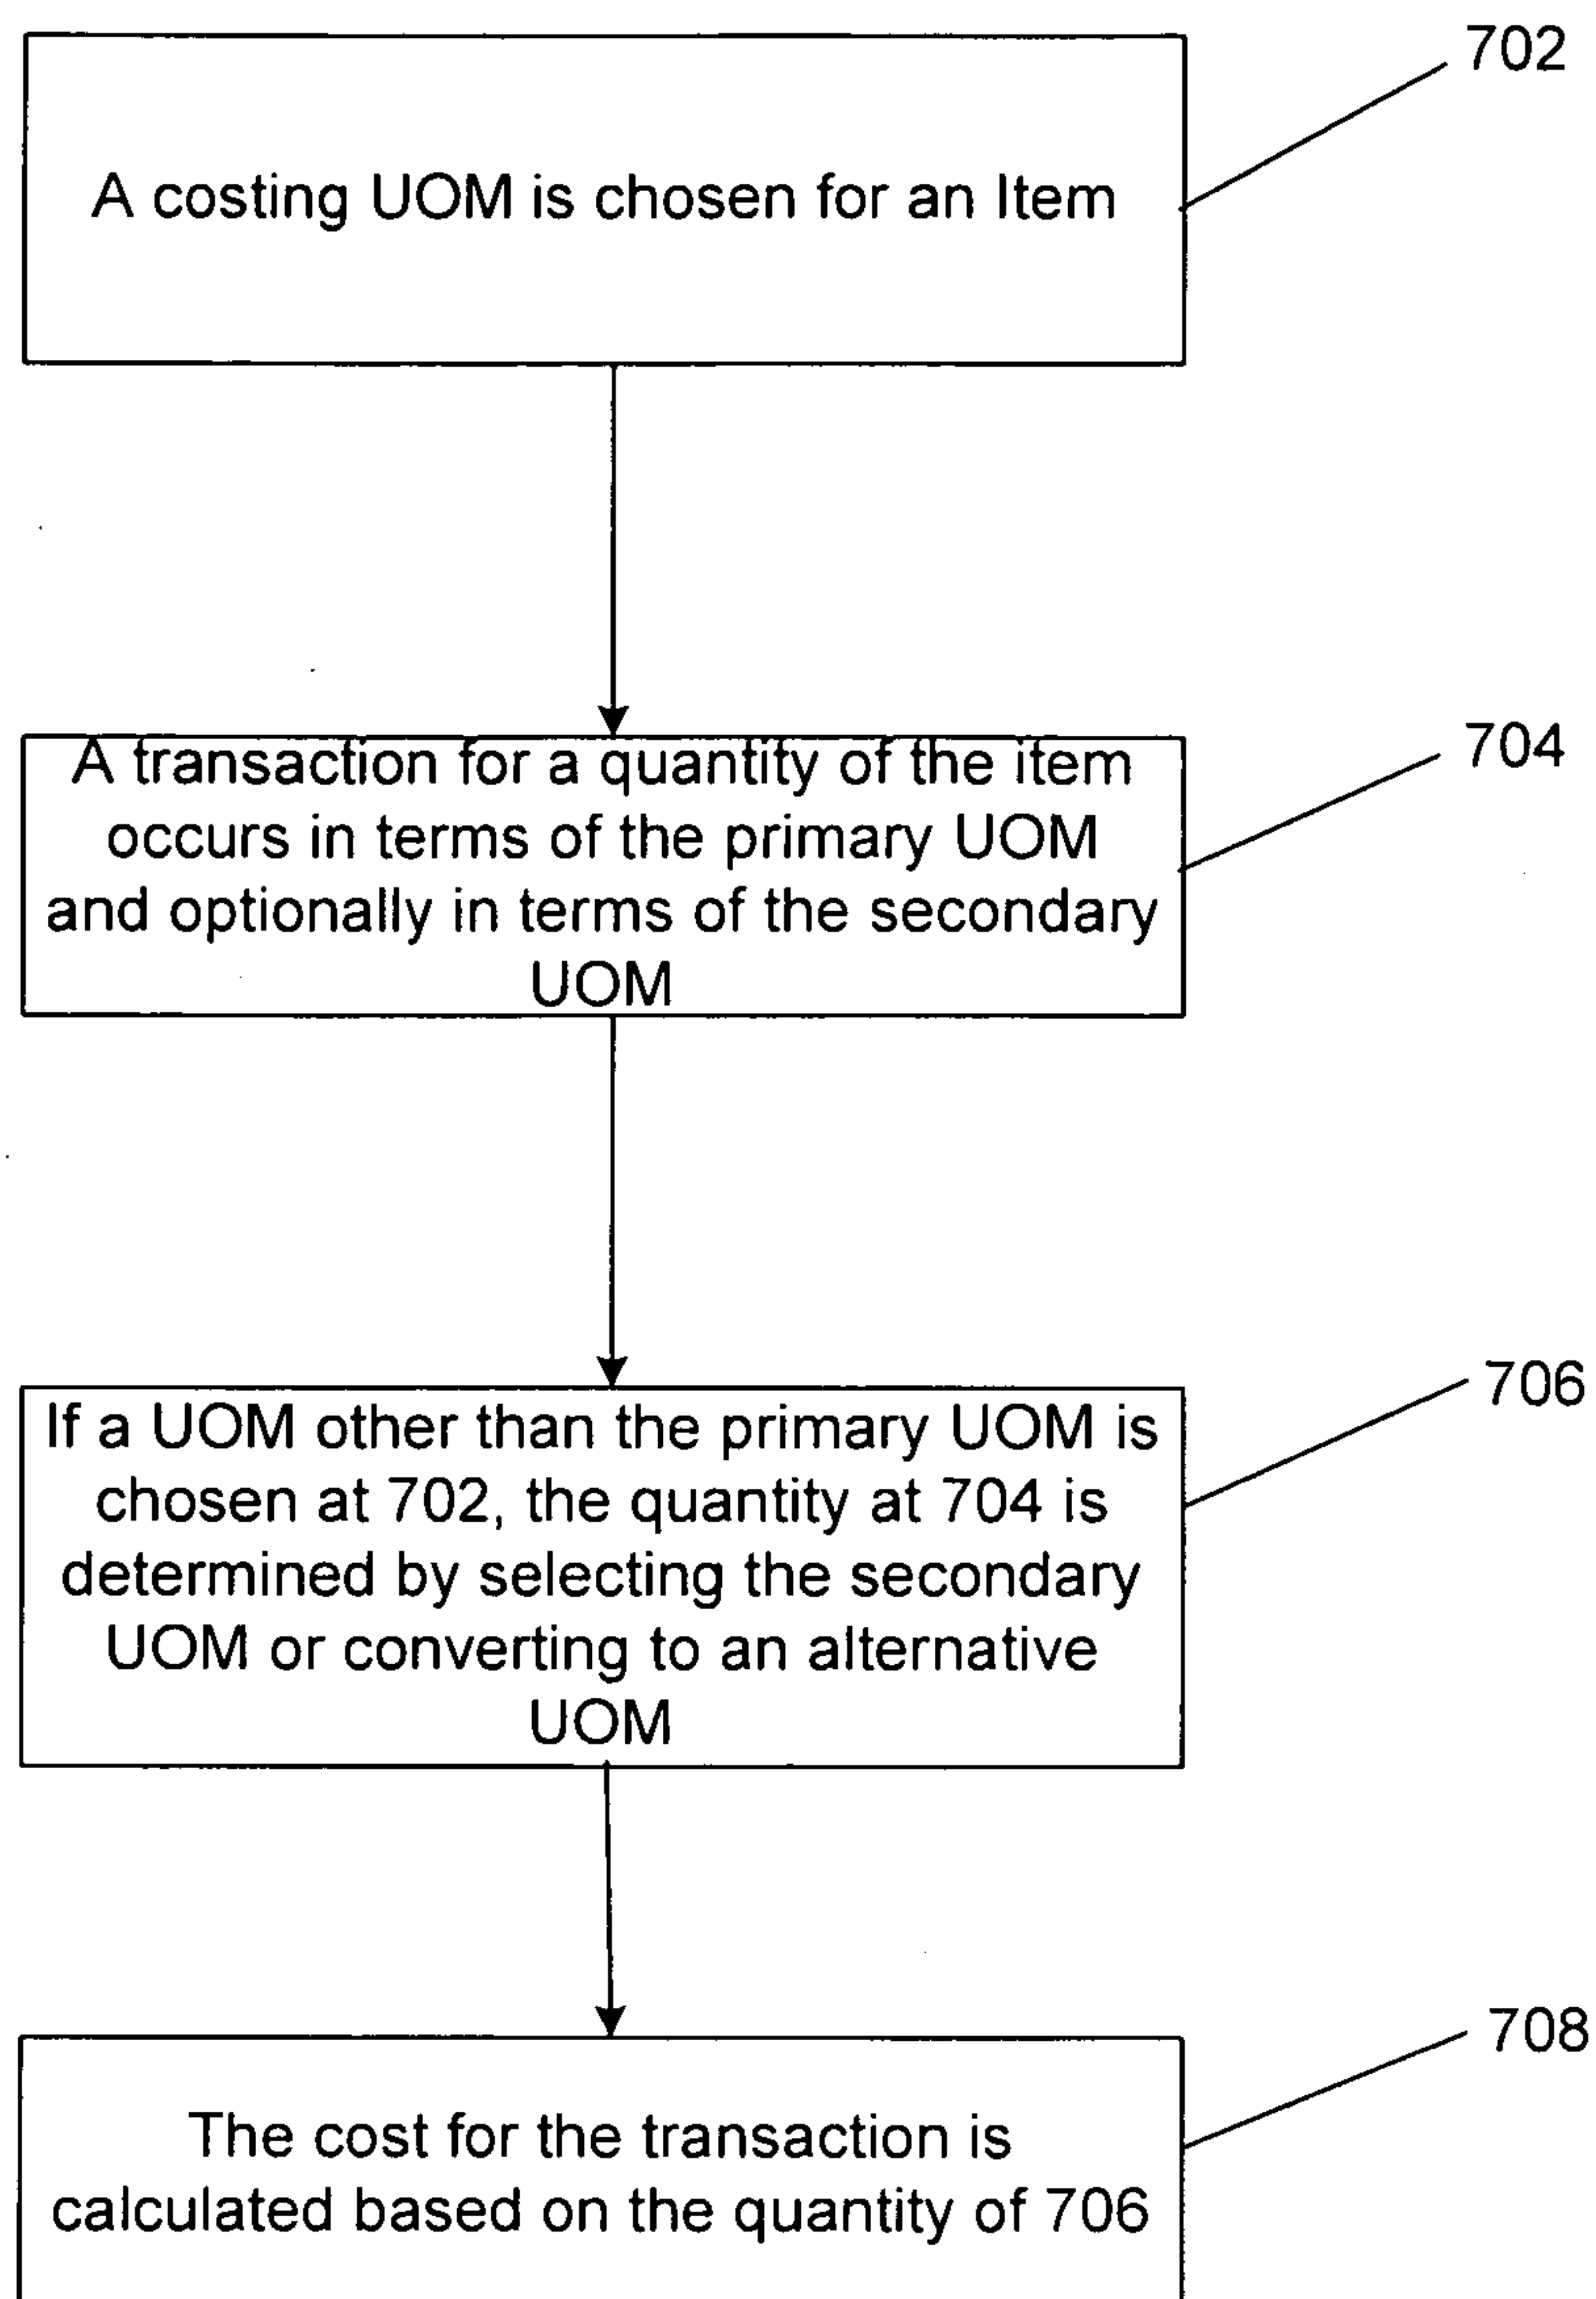 702
A costing UOM is chosen for an Item
704
A transaction for a quantity of the item
occurs in terms of the primary UOM
and optionally in terms of the secondary
UOM
706
If a UOM other than the primary UOM is
chosen at 702, the quantity at 704 is
determined by selecting the secondary
UOM or converting to an alternative
UOM
708
The cost for the transaction is
calculated based on the quantity of 706